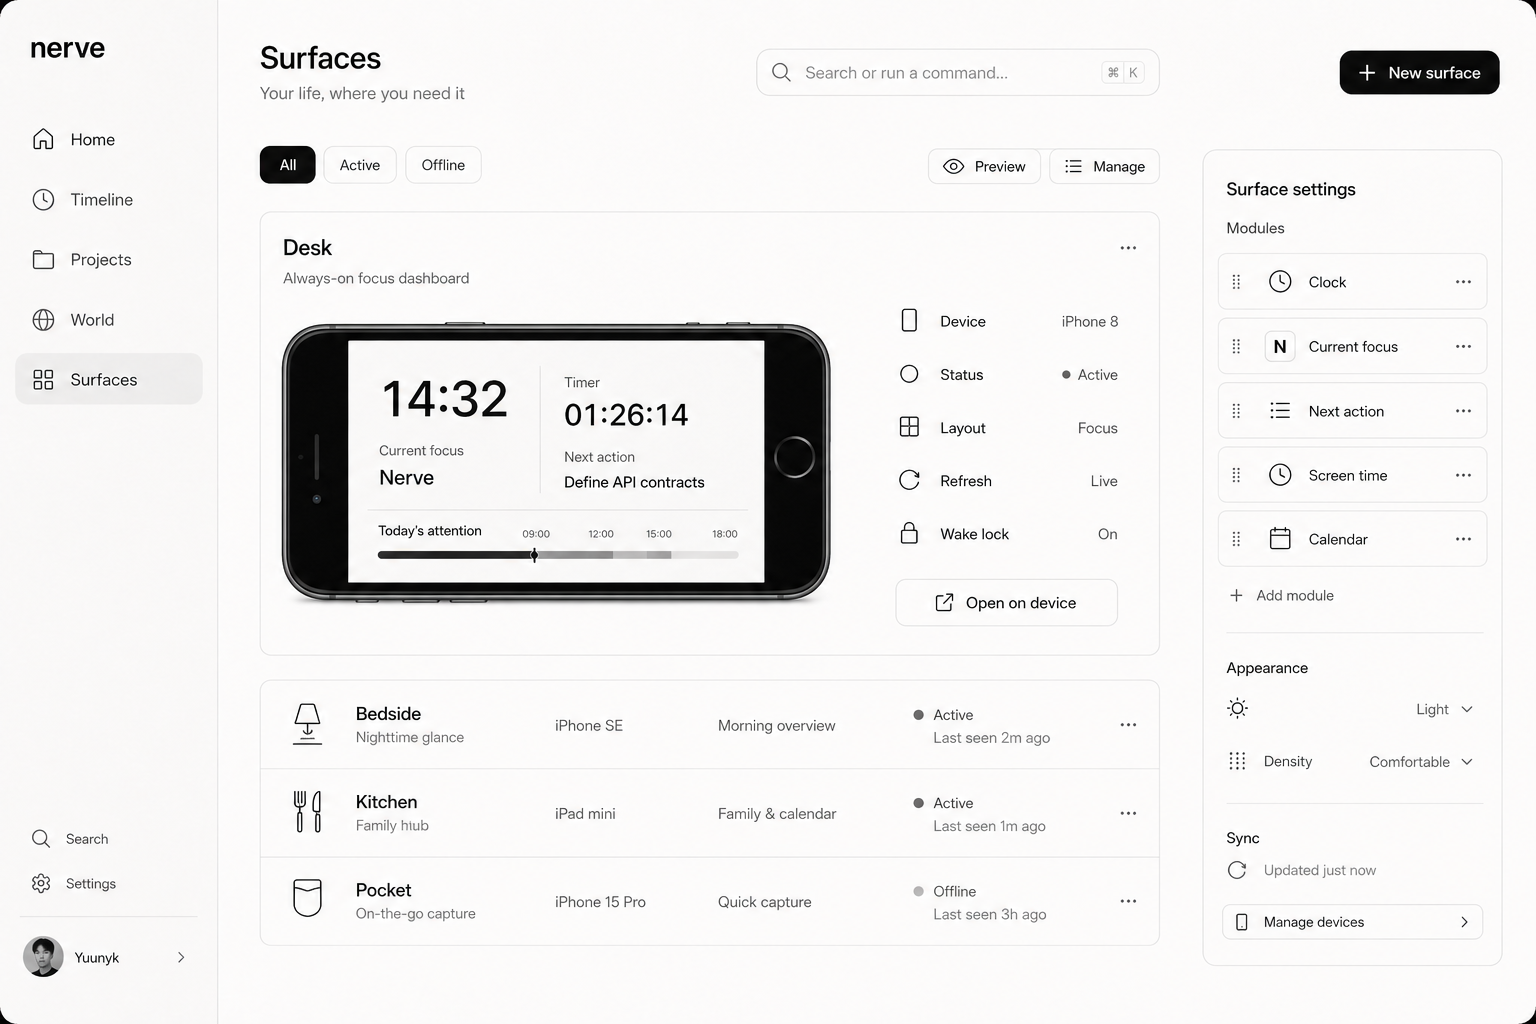 nerve
Home
Timeline
Projects
World
Surfaces
Search
Settings
Yuunyk
Surfaces
Your life, where you need it
Search or run a command...
⌘ K
New surface
All
Active
Offline
Preview
Manage
Desk
Always-on focus dashboard
14:32
Current focus
Nerve
Timer
01:26:14
Next action
Define API contracts
Today's attention
09:00
12:00
15:00
18:00
Device iPhone 8
Status Active
Layout Focus
Refresh Live
Wake lock On
Open on device
Bedside
Nighttime glance
iPhone SE
Morning overview
Active
Last seen 2m ago
Kitchen
Family hub
iPad mini
Family & calendar
Active
Last seen 1m ago
Pocket
On-the-go capture
iPhone 15 Pro
Quick capture
Offline
Last seen 3h ago
Surface settings
Modules
Clock
N Current focus
Next action
Screen time
Calendar
Add module
Appearance
Light
Density Comfortable
Sync
Updated just now
Manage devices